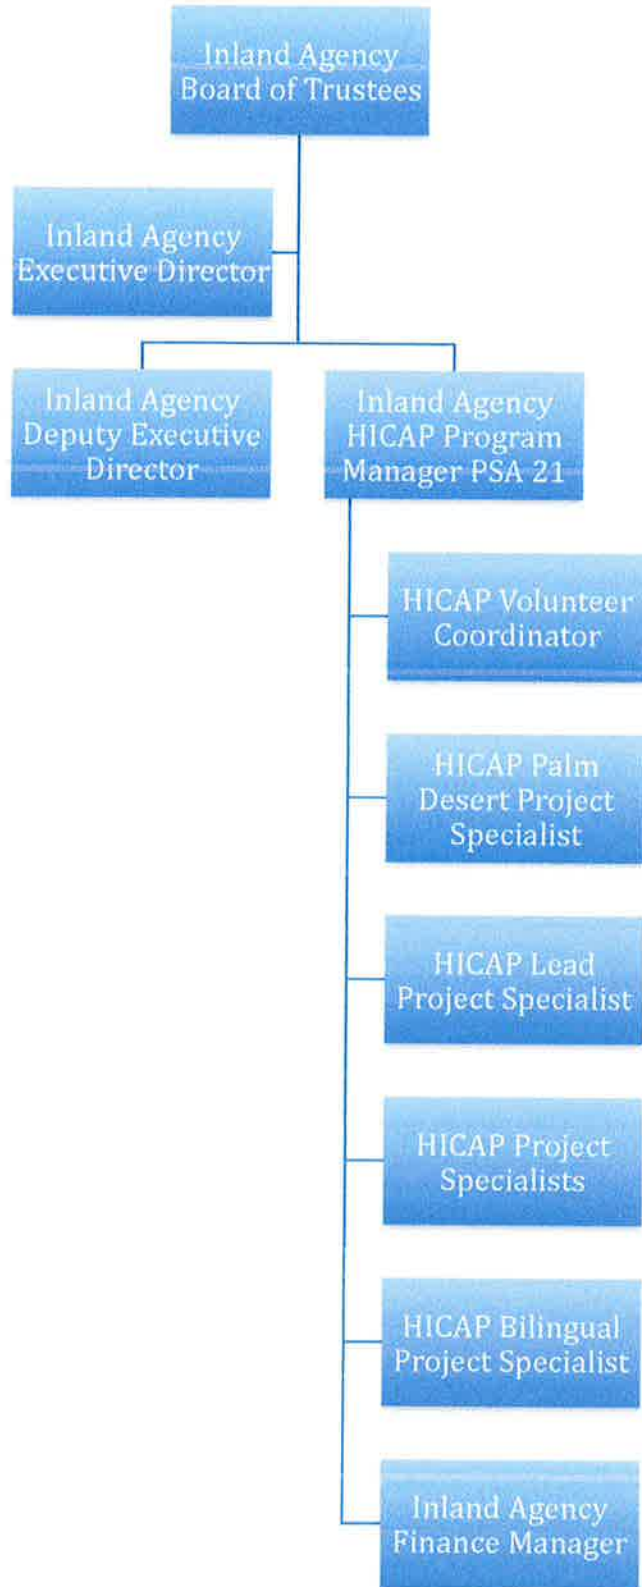 Inland Agency
Board of Trustees
Inland Agency
Executive Director
Inland Agency
Deputy Executive
Director
Inland Agency
HICAP Program
Manager PSA 21
HICAP Volunteer
Coordinator
HICAP Palm
Desert Project
Specialist
HICAP Lead
Project Specialist
HICAP Project
Specialists
HICAP Bilingual
Project Specialist
Inland Agency
Finance Manager